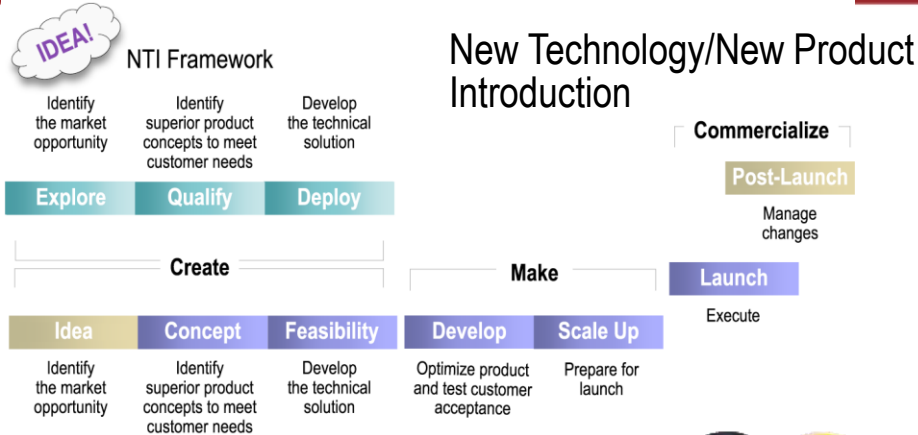 IDEA!
NTI Framework
New Technology/New Product
Introduction
Identify
the market
opportunity
Identify
superior product
concepts to meet
customer needs
Develop
the technical
solution
Explore
Qualify
Deploy
Create
Make
Commercialize
Post-Launch
Manage
changes
Launch
Execute
Idea
Concept
Feasibility
Develop
Scale Up
Identify
the market
opportunity
Identify
superior product
concepts to meet
customer needs
Develop
the technical
solution
Optimize product
and test customer
acceptance
Prepare for
launch